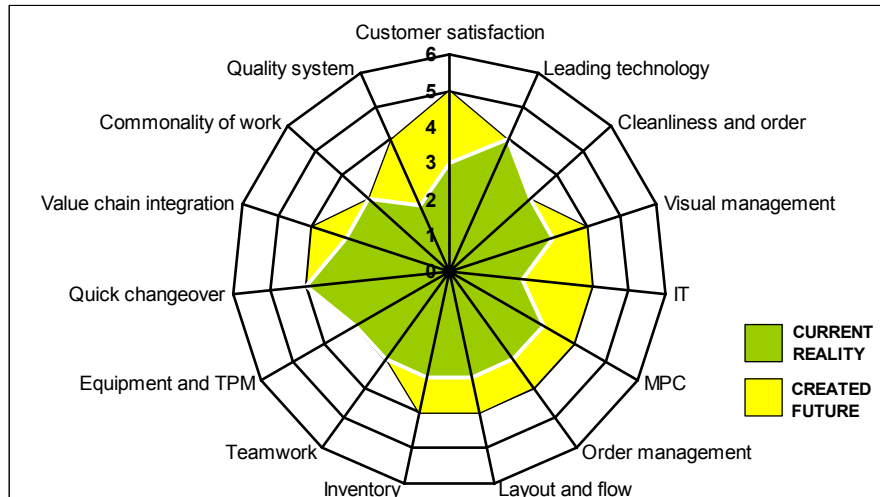 Customer satisfaction
6
Quality system
Leading technology
5
Commonality of work
4
Cleanliness and order
3
Value chain integration
2
Visual management
1
0
Quick changeover
IT
CURRENT
REALITY
Equipment and TPM
MPC
CREATED
FUTURE
Teamwork
Order management
Inventory
Layout and flow